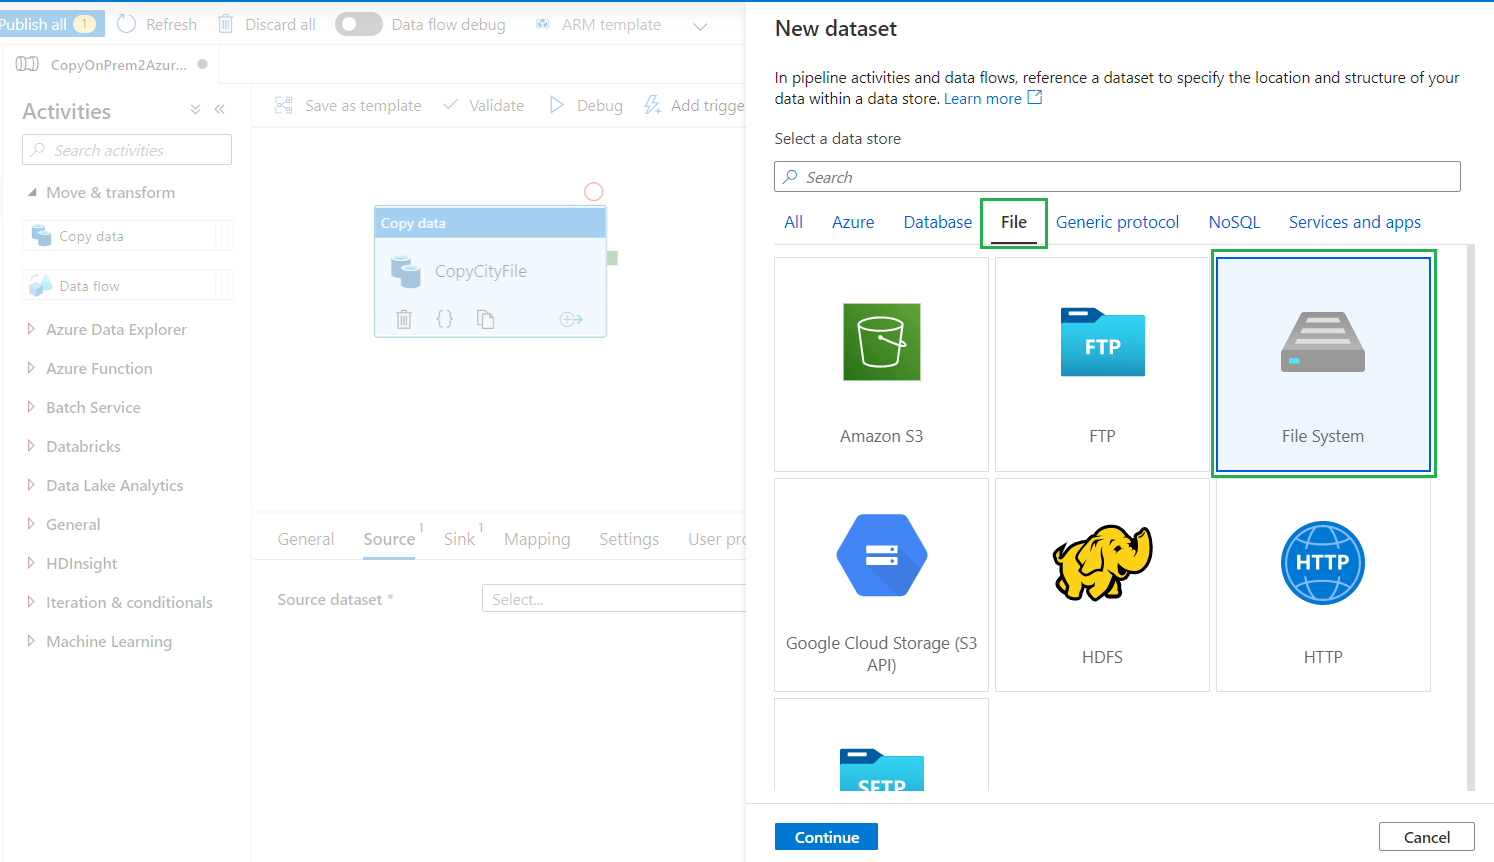 Publish all 1 Refresh Discard all Data flow debug ARM template
CopyOnPrem2Azur...
Activities
Search activities
Move & transform
Copy data
Data flow
Azure Data Explorer
Azure Function
Batch Service
Databricks
Data Lake Analytics
General
HDInsight
Iteration & conditionals
Machine Learning
Save as template Validate Debug Add trigge
Copy data
CopyCityFile
{}
General Source 1 Sink 1 Mapping Settings User pro
Source dataset * Select...
New dataset
In pipeline activities and data flows, reference a dataset to specify the location and structure of your
data within a data store. Learn more
Select a data store
Search
All Azure Database File Generic protocol NoSQL Services and apps
Amazon S3
FTP
FTP
File System
Google Cloud Storage (S3
API)
HDFS
HTTP
HTTP
SFTP
Continue Cancel